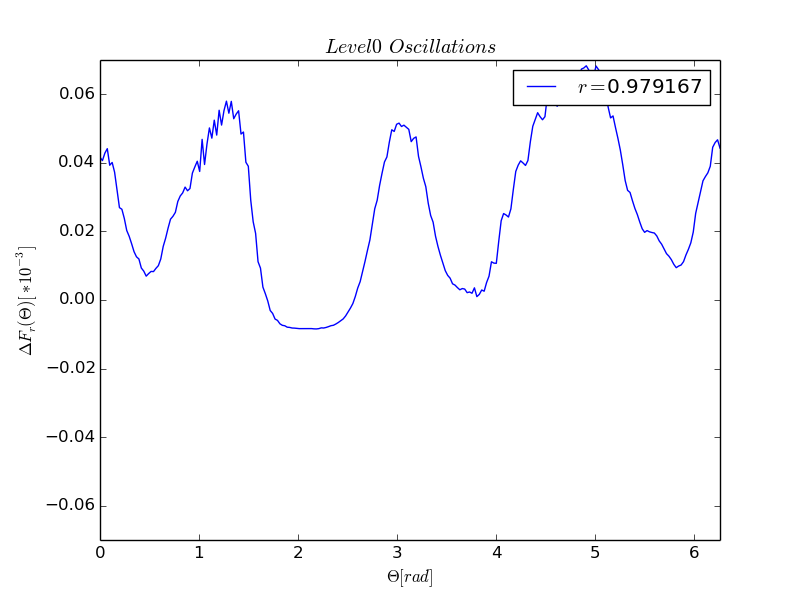 Level0 Oscillations
r=0.979167
0.06
0.04
0.02
0.00
−0.02
−0.04
−0.06
ΔF_r(Θ)[∗10^{−3}]
0 1 2 3 4 5 6
Θ[rad]